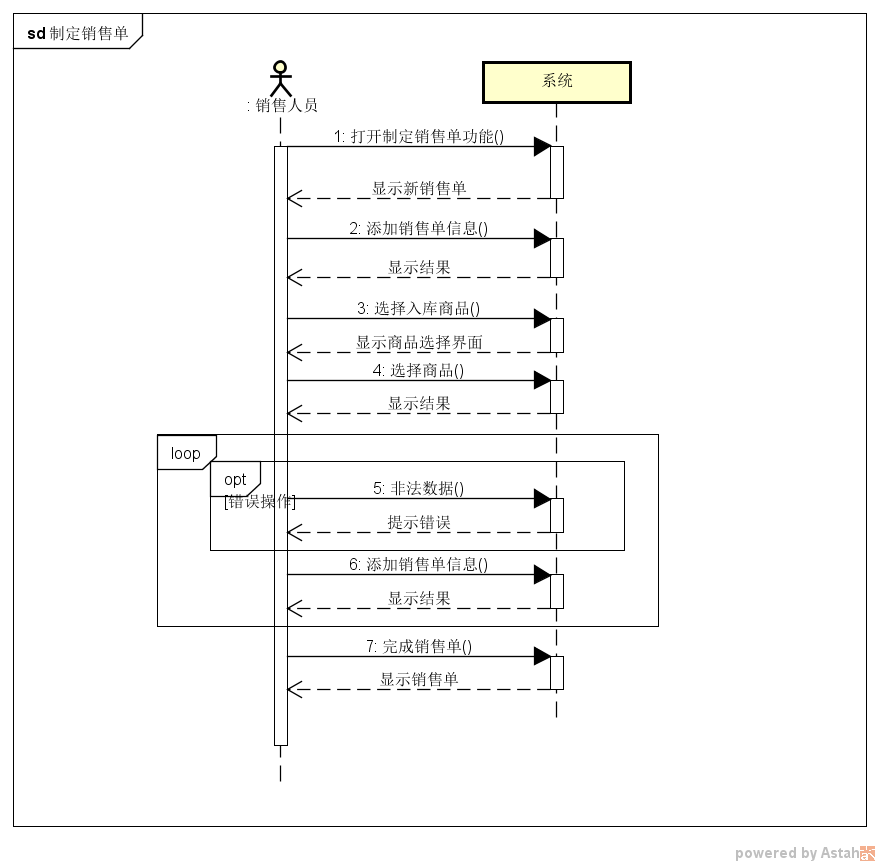 sd 制定销售单
: 销售人员
系统
1: 打开制定销售单功能()
显示新销售单
2: 添加销售单信息()
显示结果
3: 选择入库商品()
显示商品选择界面
4: 选择商品()
显示结果
loop
opt
[错误操作]
5: 非法数据()
提示错误
6: 添加销售单信息()
显示结果
7: 完成销售单()
显示销售单
powered by Astah